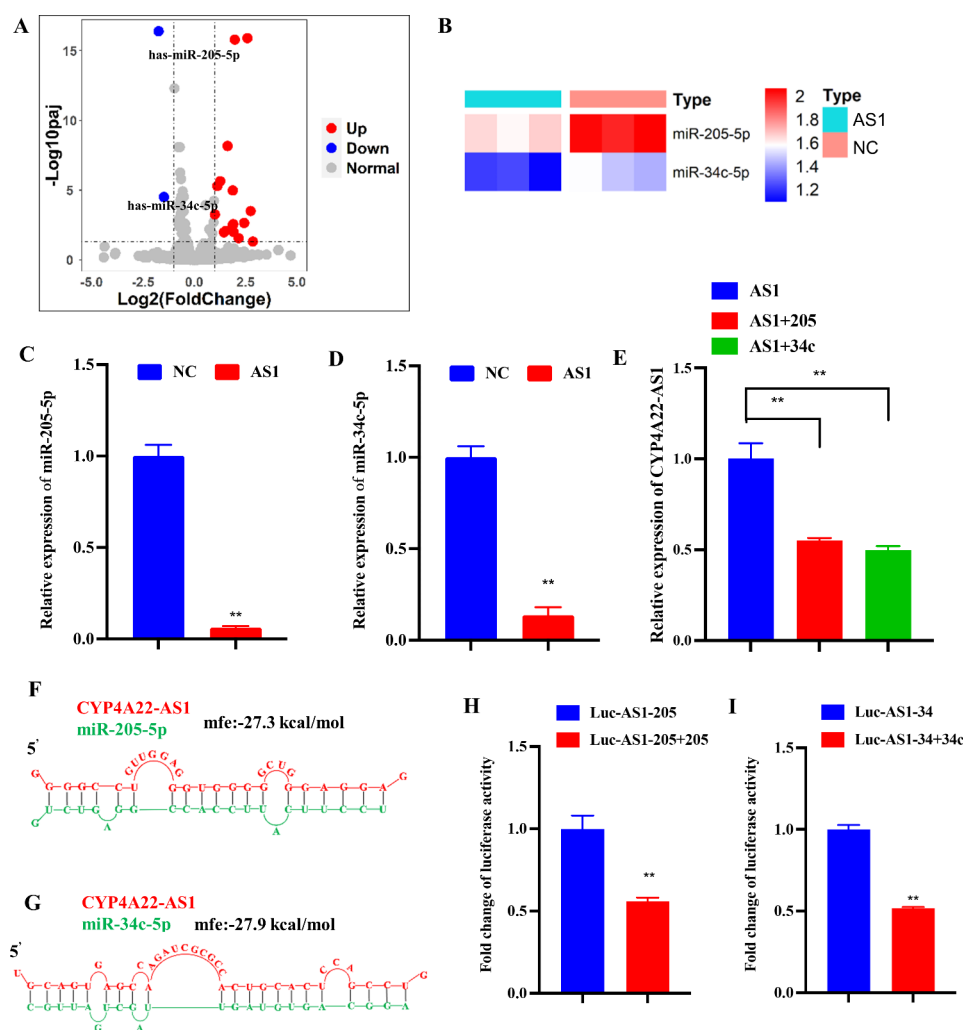 A
has-miR-205-5p
has-miR-34c-5p
-Log10paj
15
10
5
0
-5.0
-2.5
0.0
2.5
5.0
Log2(FoldChange)
Up
Down
Normal
B
Type
miR-205-5p
miR-34c-5p
2
1.8
1.6
1.4
1.2
Type
AS1
NC
C
NC
AS1
Relative expression of miR-205-5p
1.5
1.0
0.5
0.0
**
D
NC
AS1
Relative expression of miR-34c-5p
1.5
1.0
0.5
0.0
**
E
AS1
AS1+205
AS1+34c
Relative expression of CYP4A22-AS1
1.5
1.0
0.5
0.0
**
**
F
CYP4A22-AS1
miR-205-5p
mfe:-27.3 kcal/mol
5’
G
CYP4A22-AS1
miR-34c-5p
mfe:-27.9 kcal/mol
5’
H
Luc-AS1-205
Luc-AS1-205+205
Fold change of luciferase activity
1.5
1.0
0.5
0.0
**
I
Luc-AS1-34
Luc-AS1-34+34c
Fold change of luciferase activity
1.5
1.0
0.5
0.0
**